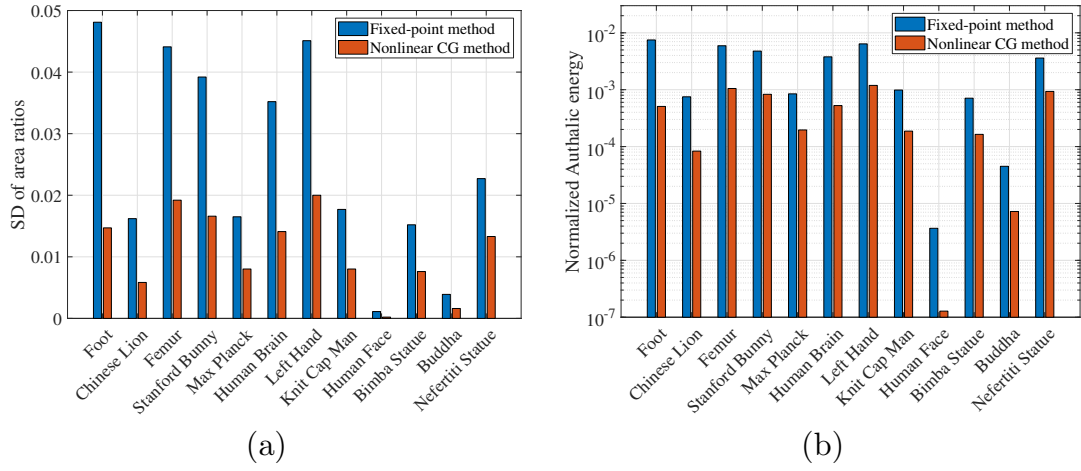 Fixed-point method
Nonlinear CG method
SD of area ratios
0.05
0.04
0.03
0.02
0.01
0
Foot
Chinese Lion
Femur
Stanford Bunny
Max Planck
Human Brain
Left Hand
Knit Cap Man
Human Face
Bimba Statue
Buddha
Nefertiti Statue
(a)
Fixed-point method
Nonlinear CG method
Normalized Authalic energy
10⁻²
10⁻³
10⁻⁴
10⁻⁵
10⁻⁶
10⁻⁷
Foot
Chinese Lion
Femur
Stanford Bunny
Max Planck
Human Brain
Left Hand
Knit Cap Man
Human Face
Bimba Statue
Buddha
Nefertiti Statue
(b)